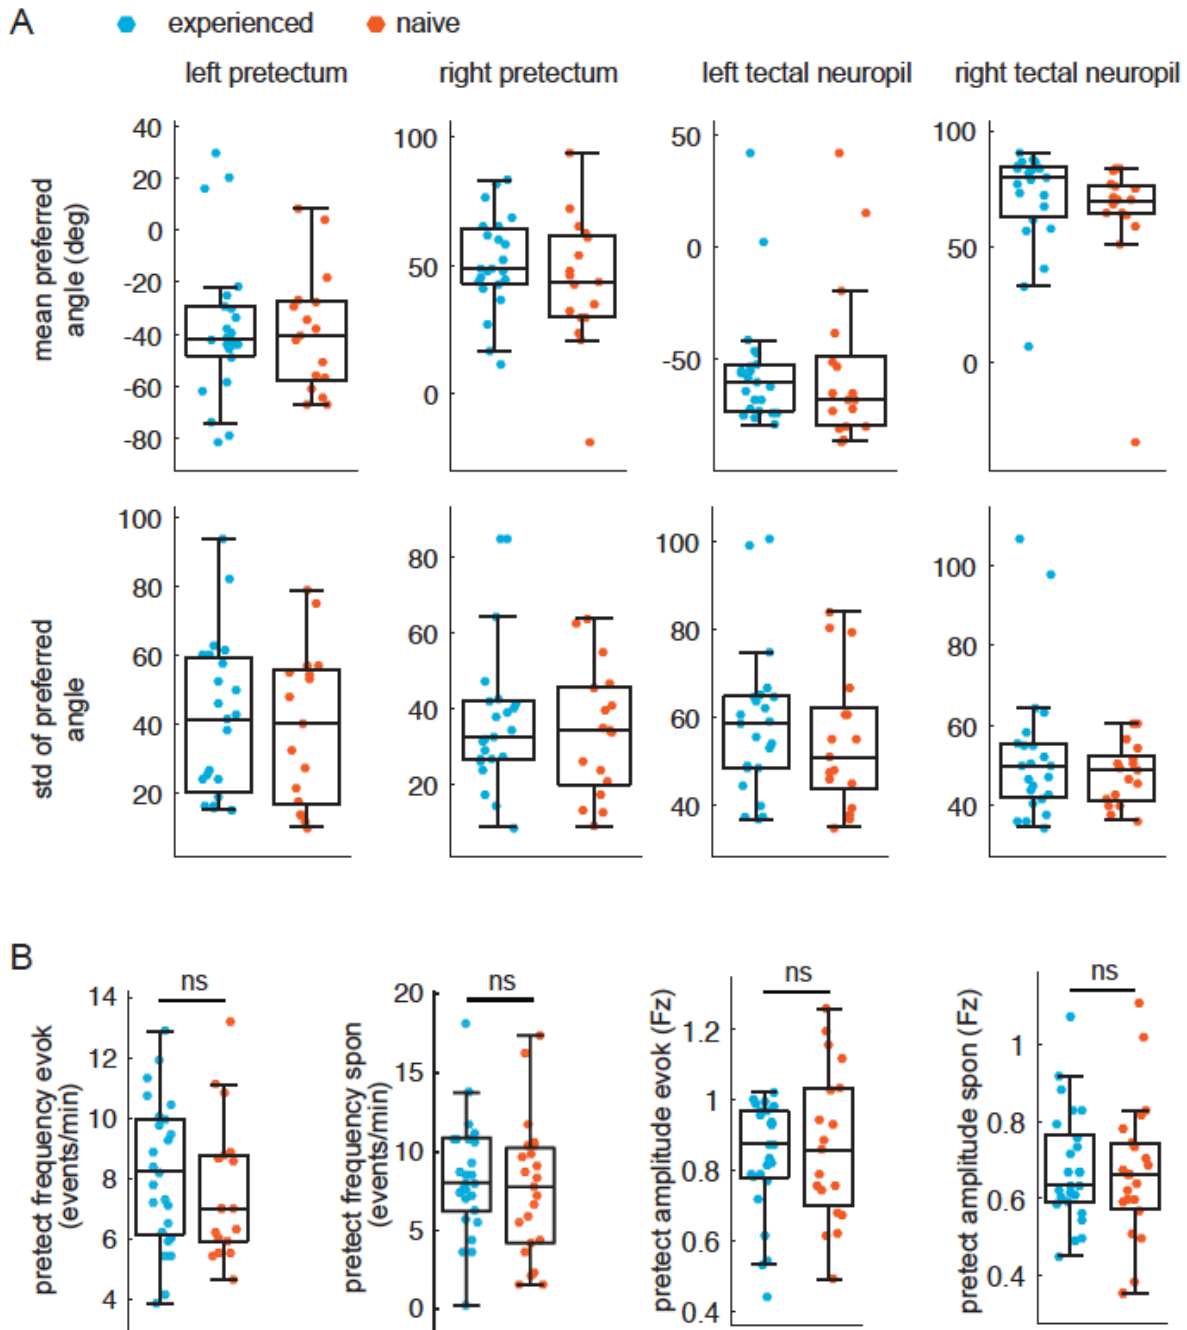 A
experienced
naive
left pretectum
right pretectum
left tectal neuropil
right tectal neuropil
mean preferred
angle (deg)
40
20
0
-20
-40
-60
-80
100
50
0
50
0
-50
100
50
0
std of preferred
angle
100
80
60
40
20
80
60
40
20
100
80
60
40
100
80
60
40
B
pretect frequency evok
(events/min)
ns
14
12
10
8
6
4
pretect frequency spon
(events/min)
ns
20
15
10
5
0
pretect amplitude evok (Fz)
ns
1.2
1
0.8
0.6
0.4
pretect amplitude spon (Fz)
ns
1
0.8
0.6
0.4